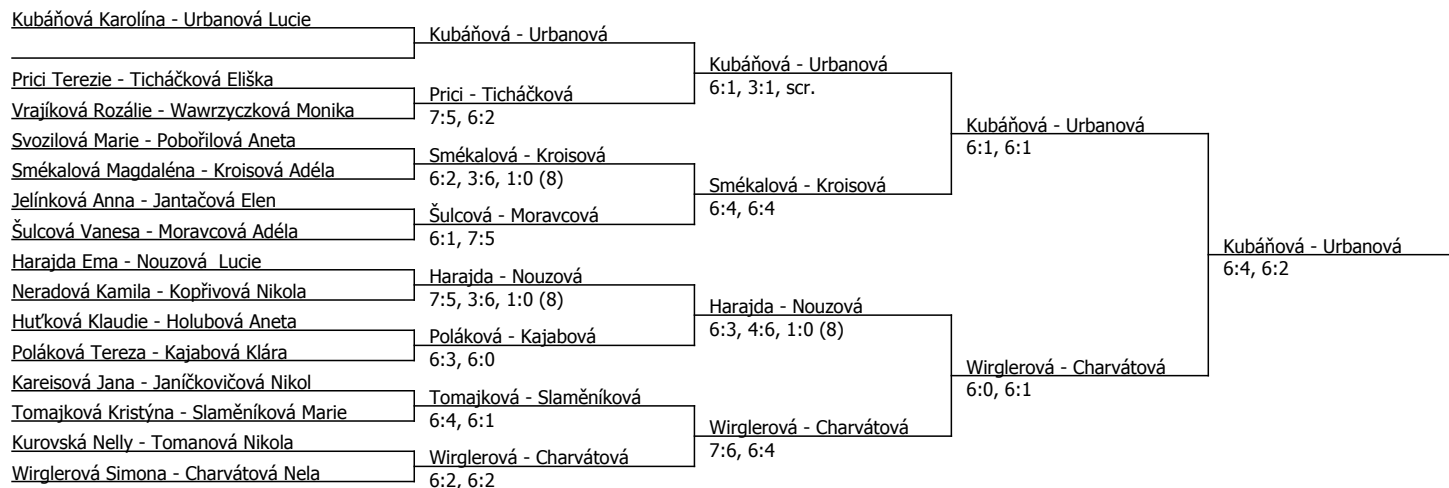 Kubáňová Karolína - Urbanová Lucie
Prici Terezie - Ticháčková Eliška
Vrajíková Rozálie - Wawrzyczková Monika
Svozilová Marie - Pobořilová Aneta
Smékalová Magdaléna - Kroisová Adéla
Jelínková Anna - Jantačová Elen
Šulcová Vanesa - Moravcová Adéla
Harajda Ema - Nouzová  Lucie
Neradová Kamila - Kopřivová Nikola
Huťková Klaudie - Holubová Aneta
Poláková Tereza - Kajabová Klára
Kareisová Jana - Janíčkovičová Nikol
Tomajková Kristýna - Slaměníková Marie
Kurovská Nelly - Tomanová Nikola
Wirglerová Simona - Charvátová Nela
Kubáňová - Urbanová
Prici - Ticháčková
7:5, 6:2
Smékalová - Kroisová
6:2, 3:6, 1:0 (8)
Šulcová - Moravcová
6:1, 7:5
Harajda - Nouzová
7:5, 3:6, 1:0 (8)
Poláková - Kajabová
6:3, 6:0
Tomajková - Slaměníková
6:4, 6:1
Wirglerová - Charvátová
6:2, 6:2
Kubáňová - Urbanová
6:1, 3:1, scr.
Smékalová - Kroisová
6:4, 6:4
Harajda - Nouzová
6:3, 4:6, 1:0 (8)
Wirglerová - Charvátová
7:6, 6:4
Kubáňová - Urbanová
6:1, 6:1
Wirglerová - Charvátová
6:0, 6:1
Kubáňová - Urbanová
6:4, 6:2